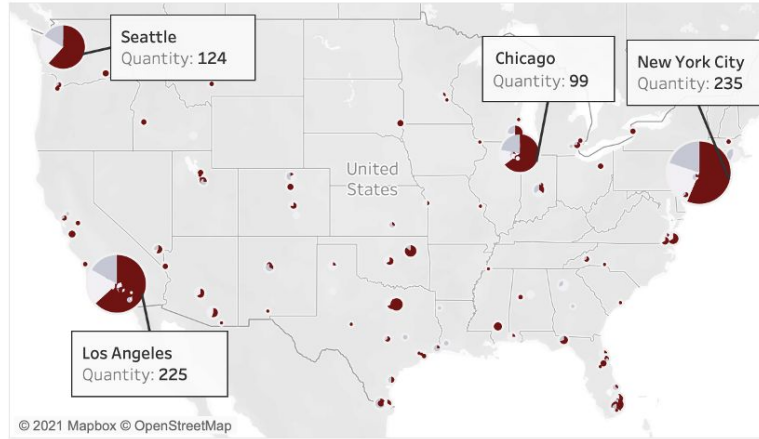 Seattle
Quantity: 124
Chicago
Quantity: 99
New York City
Quantity: 235
United
States
Los Angeles
Quantity: 225
© 2021 Mapbox © OpenStreetMap